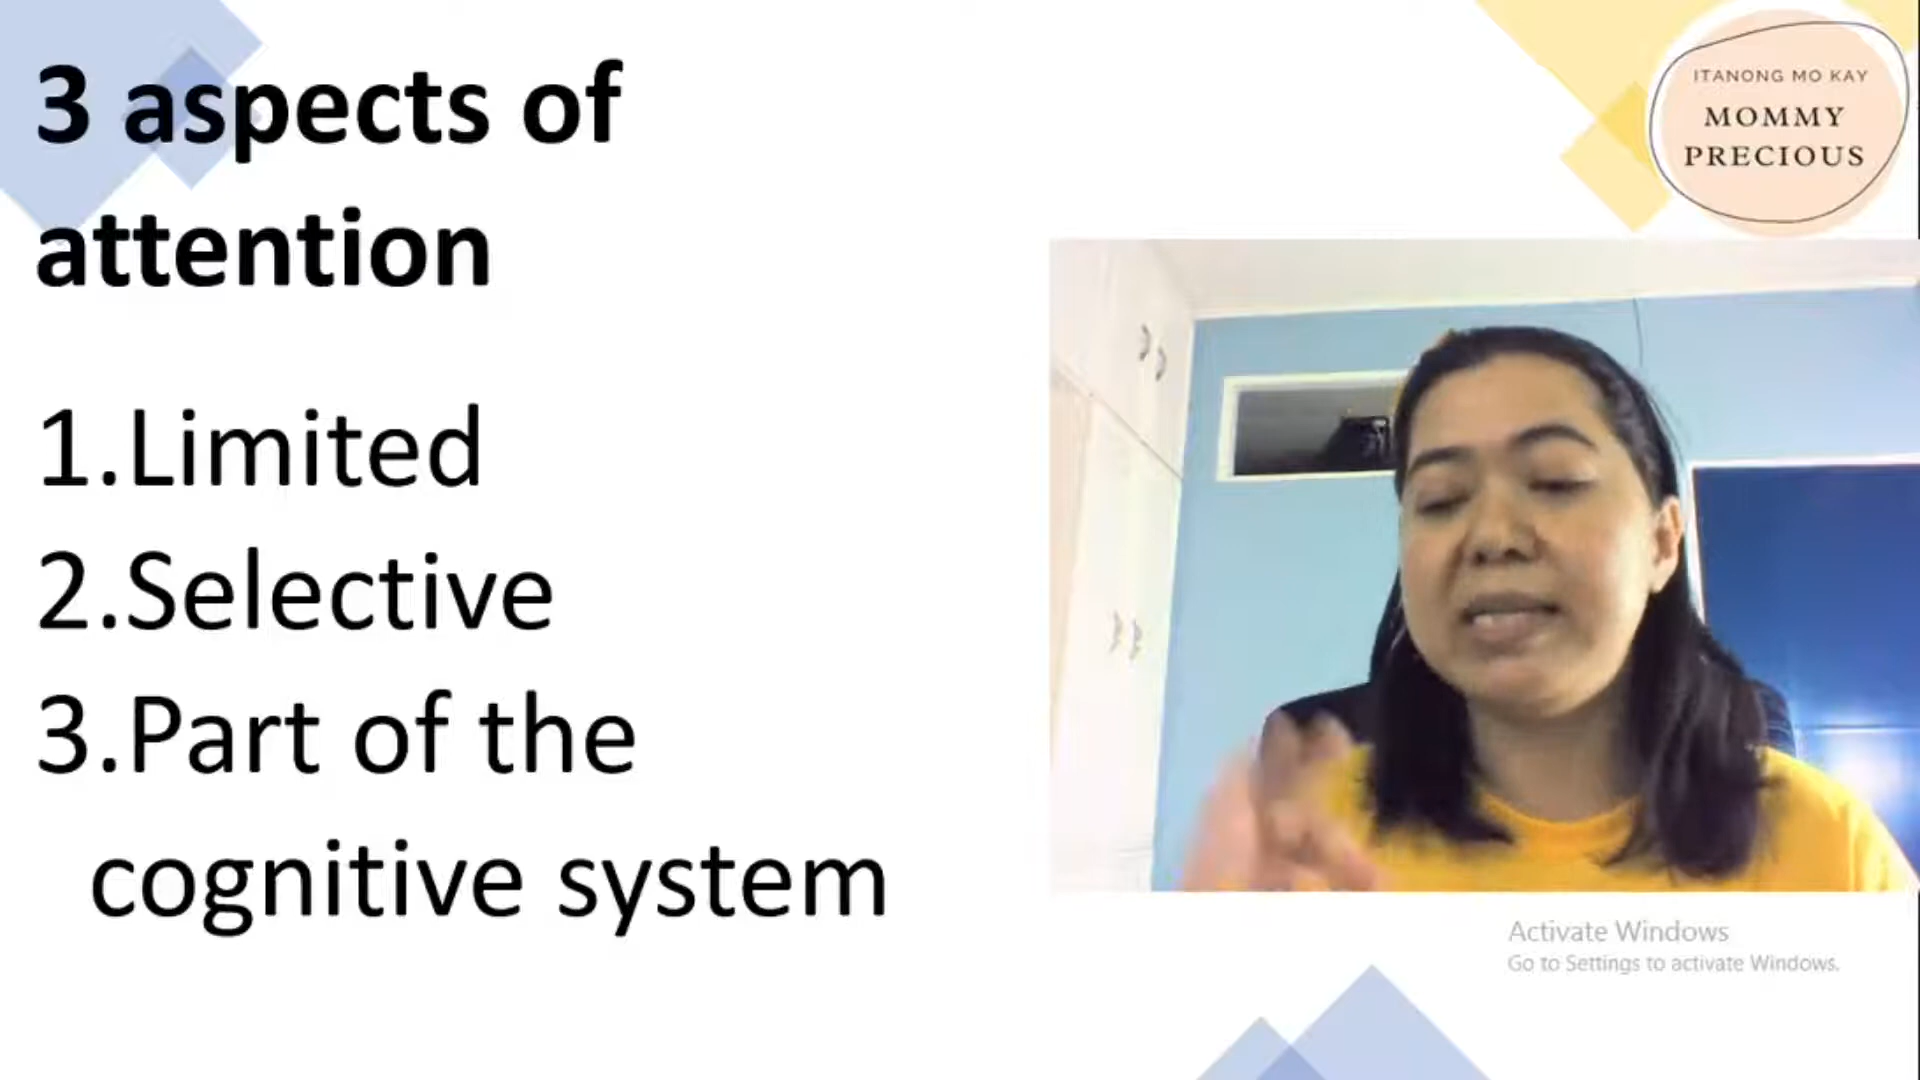 3 aspects of
attention
1.Limited
2.Selective
3.Part of the
cognitive system
ITANONG MO KAY
MOMMY
PRECIOUS
Activate Windows
Go to Settings to activate Windows.